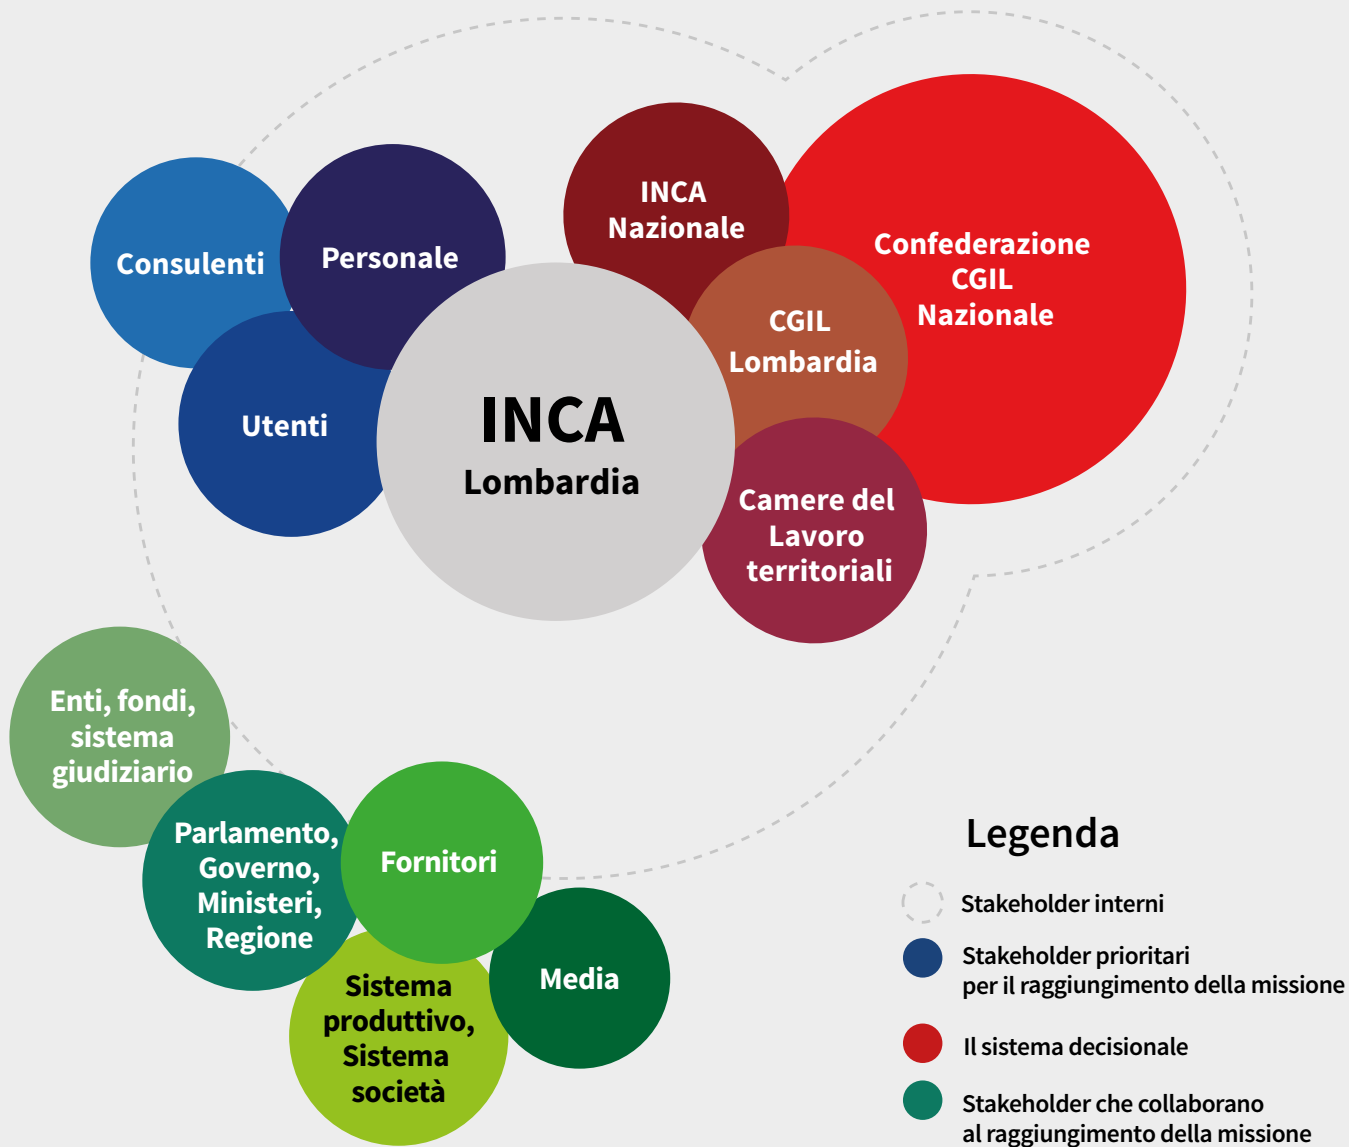 INCA
Nazionale
Confederazione
CGIL
Nazionale
Consulenti
Personale
CGIL
Lombardia
Utenti
INCA
Lombardia
Camere del
Lavoro
territoriali
Enti, fondi,
sistema
giudiziario
Parlamento,
Governo,
Ministeri,
Regione
Fornitori
Sistema
produttivo,
Sistema
società
Media
Legenda
Stakeholder interni
Stakeholder prioritari
per il raggiungimento della missione
Il sistema decisionale
Stakeholder che collaborano
al raggiungimento della missione